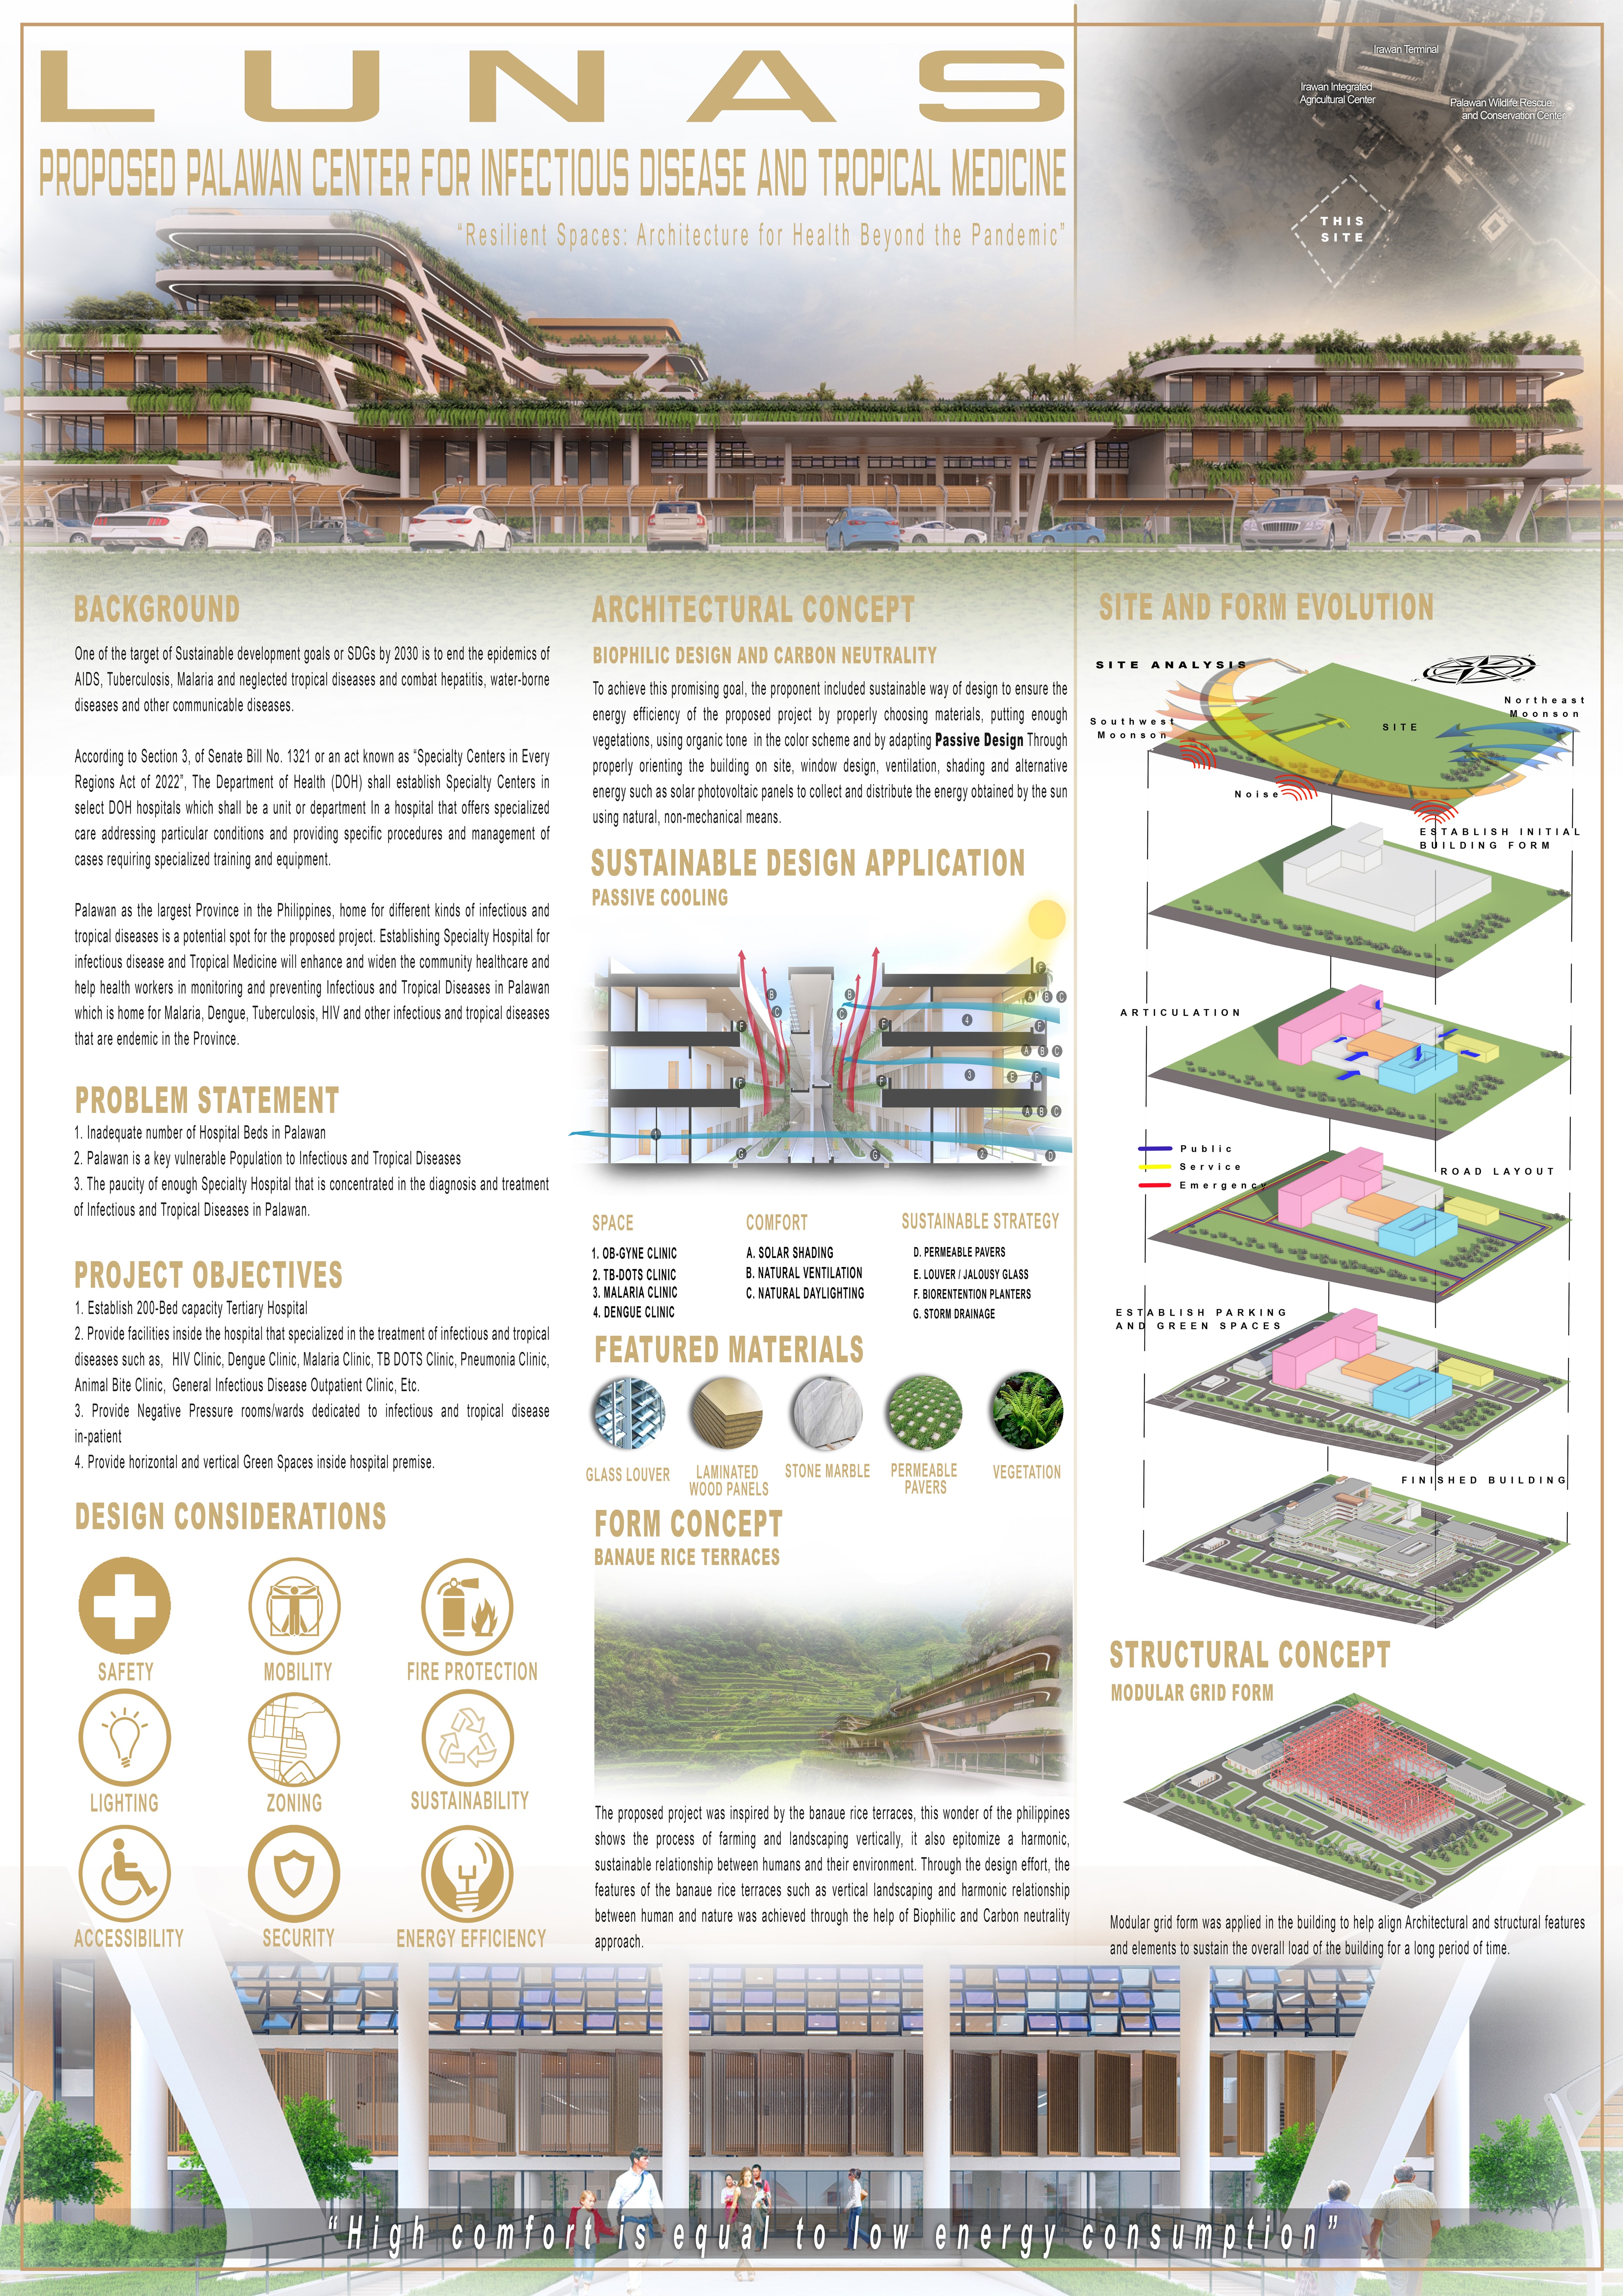 LUNAS
PROPOSED PALAWAN CENTER FOR INFECTIOUS DISEASE AND TROPICAL MEDICINE
“Resilient Spaces: Architecture for Health Beyond the Pandemic”
Irawan Terminal
Irawan Integrated
Agricultural Center
Palawan Wildlife Rescue
and Conservation Center
THIS
SITE
BACKGROUND
One of the target of Sustainable development goals or SDGs by 2030 is to end the epidemics of
AIDS, Tuberculosis, Malaria and neglected tropical diseases and combat hepatitis, water-borne
diseases and other communicable diseases.
According to Section 3, of Senate Bill No. 1321 or an act known as “Specialty Centers in Every
Regions Act of 2022”, The Department of Health (DOH) shall establish Specialty Centers in
select DOH hospitals which shall be a unit or department In a hospital that offers specialized
care addressing particular conditions and providing specific procedures and management of
cases requiring specialized training and equipment.
Palawan as the largest Province in the Philippines, home for different kinds of infectious and
tropical diseases is a potential spot for the proposed project. Establishing Specialty Hospital for
infectious disease and Tropical Medicine will enhance and widen the community healthcare and
help health workers in monitoring and preventing Infectious and Tropical Diseases in Palawan
which is home for Malaria, Dengue, Tuberculosis, HIV and other infectious and tropical diseases
that are endemic in the Province.
PROBLEM STATEMENT
1. Inadequate number of Hospital Beds in Palawan
2. Palawan is a key vulnerable Population to Infectious and Tropical Diseases
3. The paucity of enough Specialty Hospital that is concentrated in the diagnosis and treatment
of Infectious and Tropical Diseases in Palawan.
PROJECT OBJECTIVES
1. Establish 200-Bed capacity Tertiary Hospital
2. Provide facilities inside the hospital that specialized in the treatment of infectious and tropical
diseases such as, HIV Clinic, Dengue Clinic, Malaria Clinic, TB DOTS Clinic, Pneumonia Clinic,
Animal Bite Clinic, General Infectious Disease Outpatient Clinic, Etc.
3. Provide Negative Pressure rooms/wards dedicated to infectious and tropical disease
in-patient
4. Provide horizontal and vertical Green Spaces inside hospital premise.
DESIGN CONSIDERATIONS
SAFETY
MOBILITY
FIRE PROTECTION
LIGHTING
ZONING
SUSTAINABILITY
ACCESSIBILITY
SECURITY
ENERGY EFFICIENCY
ARCHITECTURAL CONCEPT
BIOPHILIC DESIGN AND CARBON NEUTRALITY
To achieve this promising goal, the proponent included sustainable way of design to ensure the
energy efficiency of the proposed project by properly choosing materials, putting enough
vegetations, using organic tone in the color scheme and by adapting Passive Design Through
properly orienting the building on site, window design, ventilation, shading and alternative
energy such as solar photovoltaic panels to collect and distribute the energy obtained by the sun
using natural, non-mechanical means.
SUSTAINABLE DESIGN APPLICATION
PASSIVE COOLING
F
B B A B C
C C
F F 4 F
A B C
F F 3 E F
A B C
1
G G 2 D
SPACE
1. OB-GYNE CLINIC
2. TB-DOTS CLINIC
3. MALARIA CLINIC
4. DENGUE CLINIC
COMFORT
A. SOLAR SHADING
B. NATURAL VENTILATION
C. NATURAL DAYLIGHTING
SUSTAINABLE STRATEGY
D. PERMEABLE PAVERS
E. LOUVER / JALOUSY GLASS
F. BIORENTENTION PLANTERS
G. STORM DRAINAGE
FEATURED MATERIALS
GLASS LOUVER
LAMINATED
WOOD PANELS
STONE MARBLE
PERMEABLE
PAVERS
VEGETATION
FORM CONCEPT
BANAUE RICE TERRACES
The proposed project was inspired by the banaue rice terraces, this wonder of the philippines
shows the process of farming and landscaping vertically, it also epitomize a harmonic,
sustainable relationship between humans and their environment. Through the design effort, the
features of the banaue rice terraces such as vertical landscaping and harmonic relationship
between human and nature was achieved through the help of Biophilic and Carbon neutrality
approach.
SITE AND FORM EVOLUTION
SITE ANALYSIS
Southwest
Moonson
Northeast
Moonson
SITE
Noise
ESTABLISH INITIAL
BUILDING FORM
ARTICULATION
Public
Service
Emergency
ROAD LAYOUT
ESTABLISH PARKING
AND GREEN SPACES
FINISHED BUILDING
STRUCTURAL CONCEPT
MODULAR GRID FORM
Modular grid form was applied in the building to help align Architectural and structural features
and elements to sustain the overall load of the building for a long period of time.
“High comfort is equal to low energy consumption”